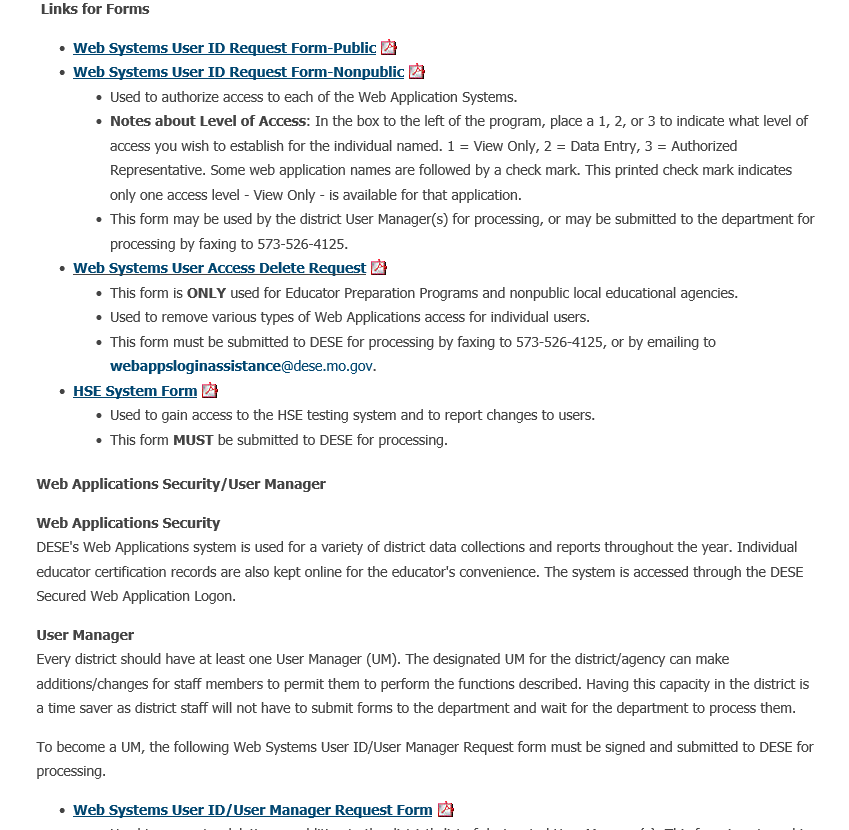 Links for Forms
• Web Systems User ID Request Form-Public
• Web Systems User ID Request Form-Nonpublic
• Used to authorize access to each of the Web Application Systems.
• Notes about Level of Access: In the box to the left of the program, place a 1, 2, or 3 to indicate what level of
access you wish to establish for the individual named. 1 = View Only, 2 = Data Entry, 3 = Authorized
Representative. Some web application names are followed by a check mark. This printed check mark indicates
only one access level - View Only - is available for that application.
• This form may be used by the district User Manager(s) for processing, or may be submitted to the department for
processing by faxing to 573-526-4125.
• Web Systems User Access Delete Request
• This form is ONLY used for Educator Preparation Programs and nonpublic local educational agencies.
• Used to remove various types of Web Applications access for individual users.
• This form must be submitted to DESE for processing by faxing to 573-526-4125, or by emailing to
webappsloginassistance@dese.mo.gov.
• HSE System Form
• Used to gain access to the HSE testing system and to report changes to users.
• This form MUST be submitted to DESE for processing.
Web Applications Security/User Manager
Web Applications Security
DESE's Web Applications system is used for a variety of district data collections and reports throughout the year. Individual
educator certification records are also kept online for the educator's convenience. The system is accessed through the DESE
Secured Web Application Logon.
User Manager
Every district should have at least one User Manager (UM). The designated UM for the district/agency can make
additions/changes for staff members to permit them to perform the functions described. Having this capacity in the district is
a time saver as district staff will not have to submit forms to the department and wait for the department to process them.
To become a UM, the following Web Systems User ID/User Manager Request form must be signed and submitted to DESE for
processing.
• Web Systems User ID/User Manager Request Form